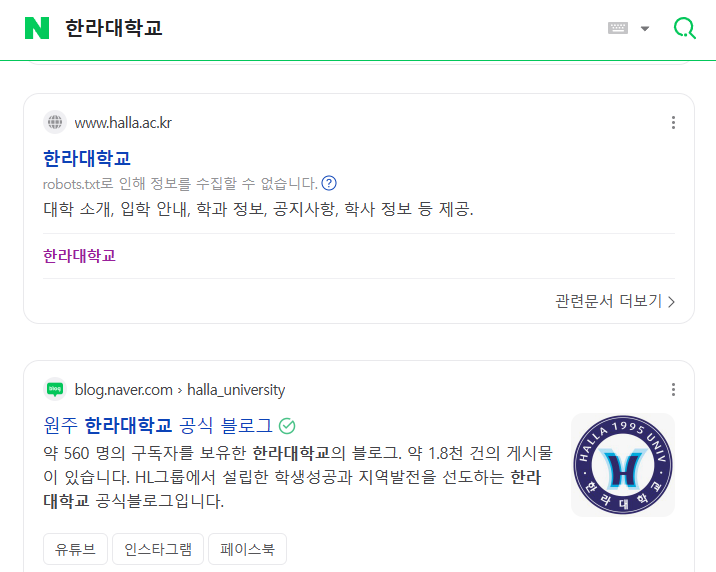 N 한라대학교
www.halla.ac.kr
한라대학교
robots.txt로 인해 정보를 수집할 수 없습니다. ?
대학 소개, 입학 안내, 학과 정보, 공지사항, 학사 정보 등 제공.
한라대학교
관련문서 더보기 >
blog blog.naver.com › halla_university
원주 한라대학교 공식 블로그
약 560 명의 구독자를 보유한 한라대학교의 블로그. 약 1.8천 건의 게시물
이 있습니다. HL그룹에서 설립한 학생성공과 지역발전을 선도하는 한라
대학교 공식블로그입니다.
HALLA 1995 UNIV
H
한라대학교
유튜브 인스타그램 페이스북